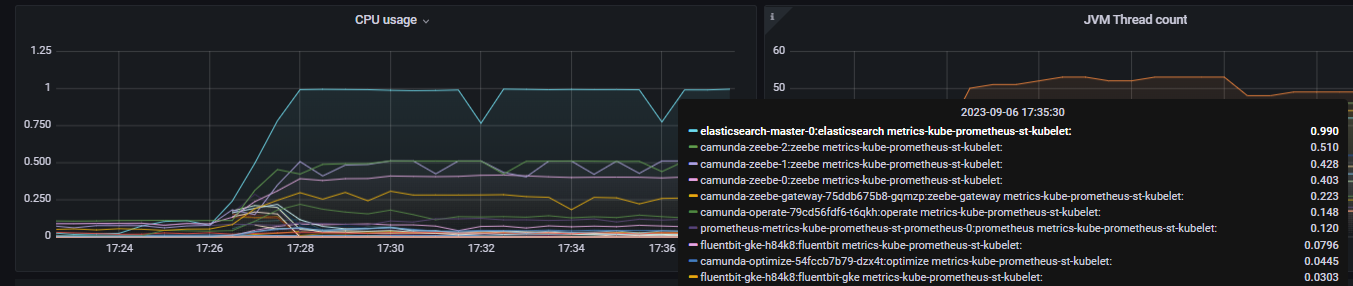 CPU usage
JVM Thread count
i
1.25
1
0.750
0.500
0.250
0
17:24
17:26
17:28
17:30
17:32
17:34
17:36
60
50
2023-09-06 17:35:30
elasticsearch-master-0:elasticsearch metrics-kube-prometheus-st-kubelet: 0.990
camunda-zeebe-2:zeebe metrics-kube-prometheus-st-kubelet: 0.510
camunda-zeebe-1:zeebe metrics-kube-prometheus-st-kubelet: 0.428
camunda-zeebe-0:zeebe metrics-kube-prometheus-st-kubelet: 0.403
camunda-zeebe-gateway-75ddb675b8-gqmzp:zeebe-gateway metrics-kube-prometheus-st-kubelet: 0.223
camunda-operate-79cd56fdf6-t6qkh:operate metrics-kube-prometheus-st-kubelet: 0.148
prometheus-metrics-kube-prometheus-st-prometheus-0:prometheus metrics-kube-prometheus-st-kubelet: 0.120
fluentbit-gke-h84k8:fluentbit metrics-kube-prometheus-st-kubelet: 0.0796
camunda-optimize-54fccb7b79-dzx4t:optimize metrics-kube-prometheus-st-kubelet: 0.0445
fluentbit-gke-h84k8:fluentbit-gke metrics-kube-prometheus-st-kubelet: 0.0303